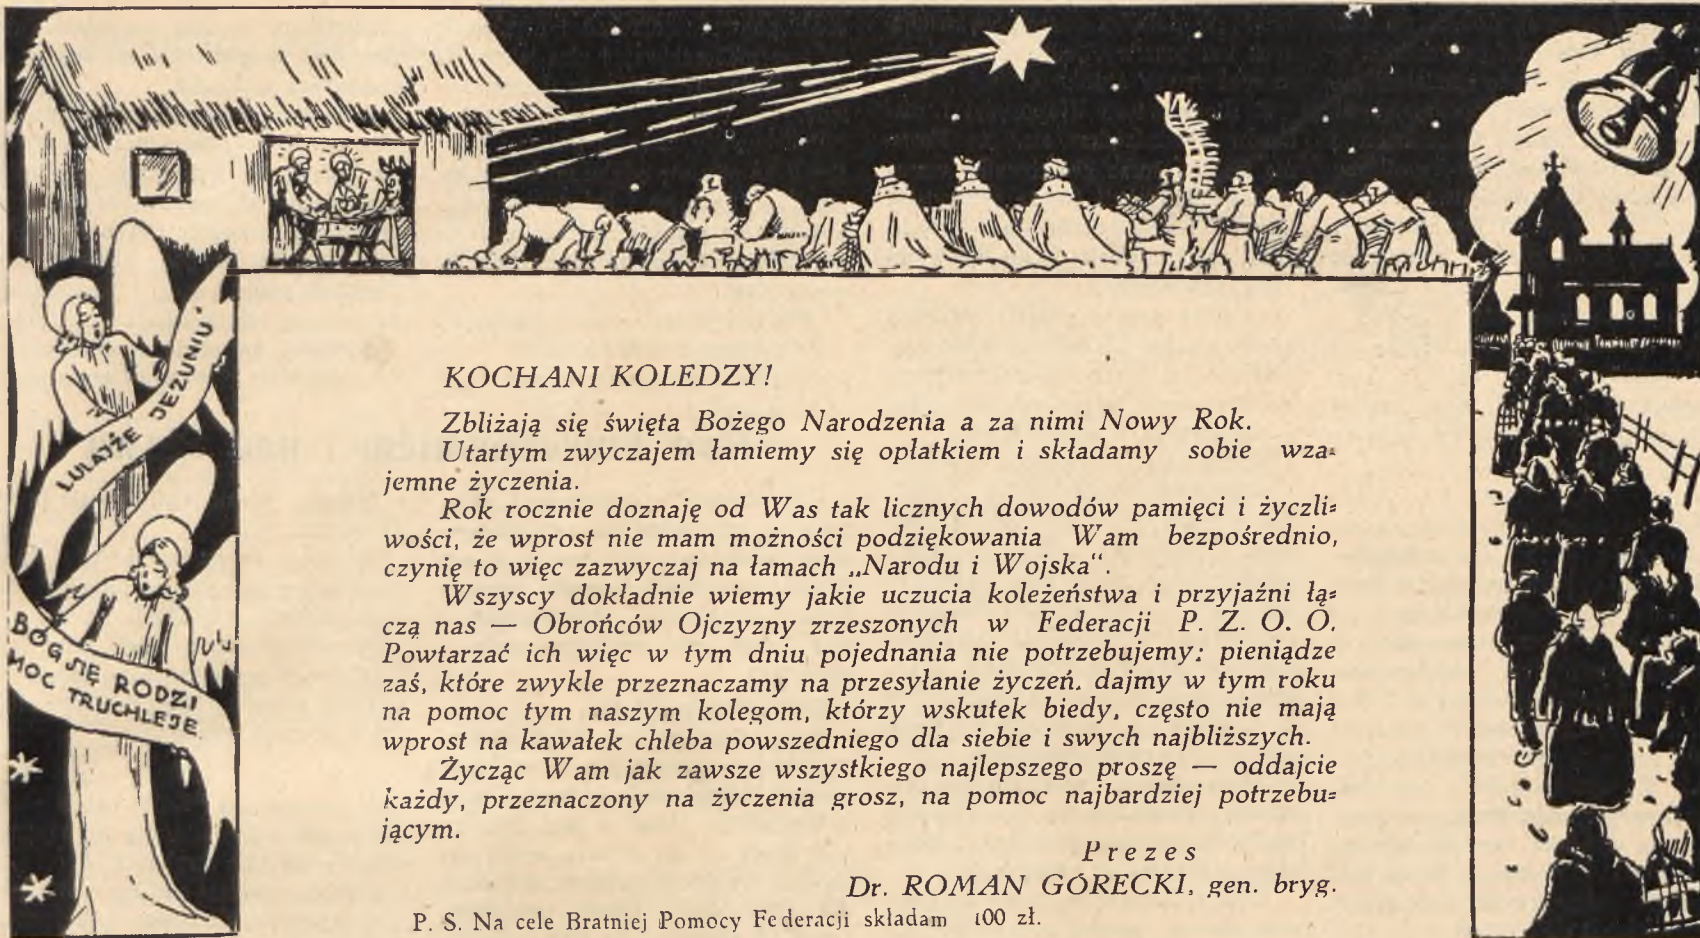 LULAJŻE JEZUNIU"
BÓG SIĘ RODZI
MOC TRUCHLEJE
KOCHANI KOLEDZY!
Zbliżają się święta Bożego Narodzenia a za nimi Nowy Rok.
Utartym zwyczajem łamiemy się opłatkiem i składamy sobie wza-
jemne życzenia.
Rok rocznie doznaję od Was tak licznych dowodów pamięci i życzli-
wości, że wprost nie mam możności podziękowania Wam bezpośrednio,
czynię to więc zazwyczaj na łamach „Narodu i Wojska".
Wszyscy dokładnie wiemy jakie uczucia koleżeństwa i przyjaźni łą-
czą nas — Obrońców Ojczyzny zrzeszonych w Federacji P. Z. O. O.
Powtarzać ich więc w tym dniu pojednania nie potrzebujemy; pieniądze
zaś, które zwykle przeznaczamy na przesyłanie życzeń, dajmy w tym roku
na pomoc tym naszym kolegom, którzy wskutek biedy, często nie mają
wprost na kawałek chleba powszedniego dla siebie i swych najbliższych.
Życząc Wam jak zawsze wszystkiego najlepszego proszę — oddajcie
każdy, przeznaczony na życzenia grosz, na pomoc najbardziej potrzebu-
jącym.
Prezes
Dr. ROMAN GÓRECKI, gen. bryg.
P. S. Na cele Bratniej Pomocy Federacji składam 100 zł.